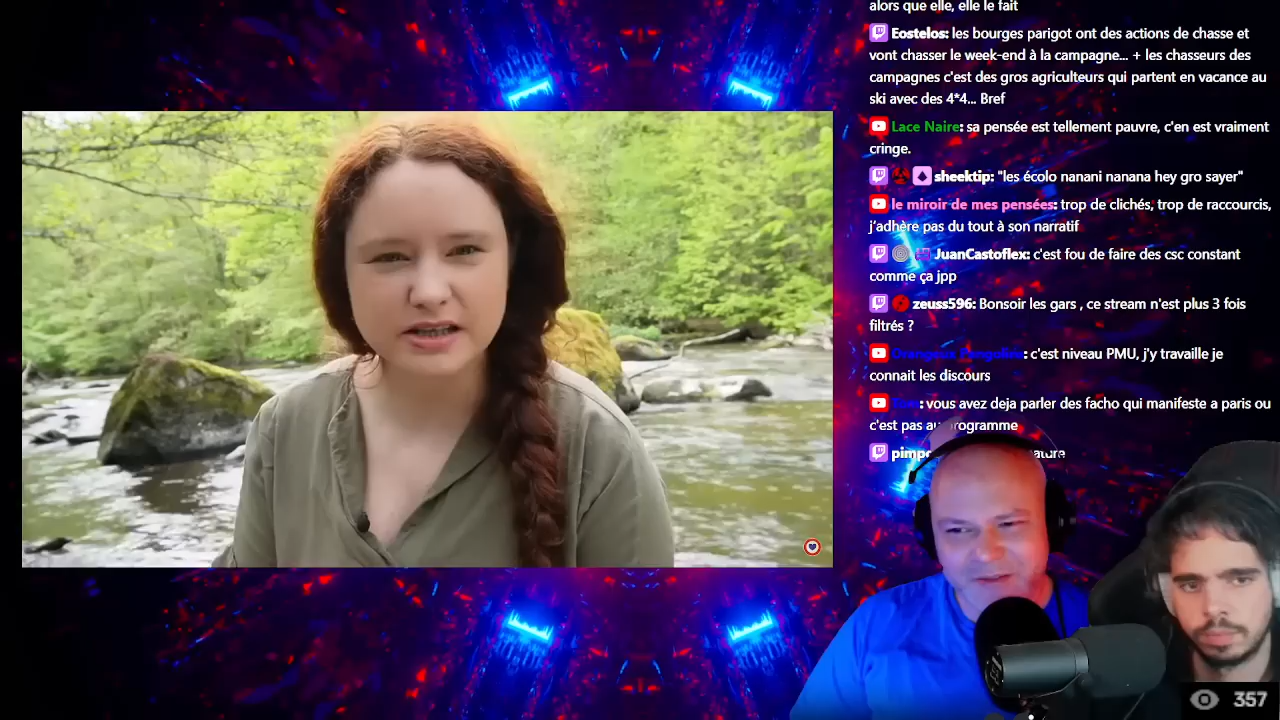 alors que elle, elle le fait
Eostelos: les bourges parigot ont des actions de chasse et
vont chasser le week-end à la campagne... + les chasseurs des
campagnes c'est des gros agriculteurs qui partent en vacance au
ski avec des 4*4... Bref
Lace Naire: sa pensée est tellement pauvre, c'en est vraiment
cringe.
sheektip: "les écolo nanani nanana hey gro sayer"
le miroir de mes pensées: trop de clichés, trop de raccourcis,
j'adhère pas du tout à son narratif
JuanCastoflex: c'est fou de faire des csc constant
comme ça jpp
zeuss596: Bonsoir les gars , ce stream n'est plus 3 fois
filtrés ?
: c'est niveau PMU, j'y travaille je
connait les discours
: vous avez deja parler des facho qui manifeste a paris ou
c'est pas au programme
357